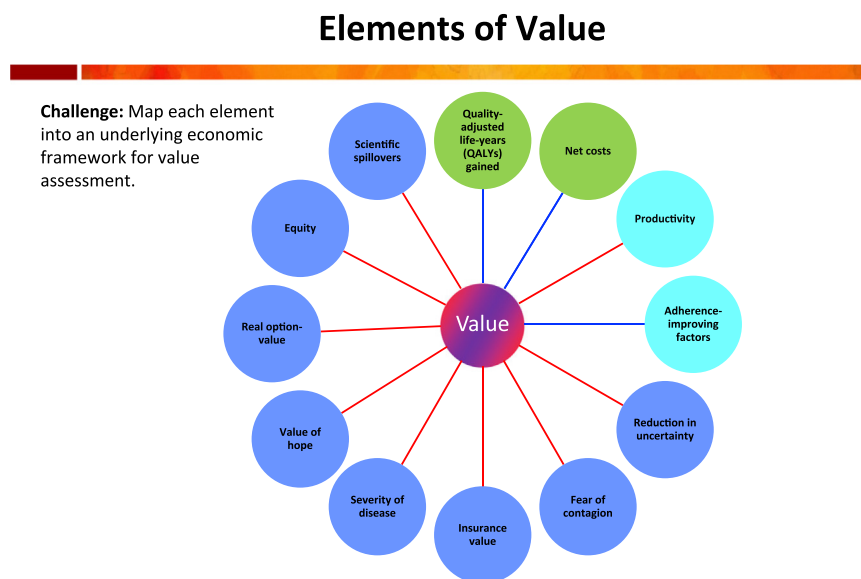 Elements of Value
Challenge: Map each element
into an underlying economic
framework for value
assessment.
Quality-
adjusted
life-years
(QALYs)
gained
Net costs
Productivity
Adherence-
improving
factors
Reduction in
uncertainty
Fear of
contagion
Insurance
value
Severity of
disease
Value of
hope
Real option-
value
Equity
Scientific
spillovers
Value